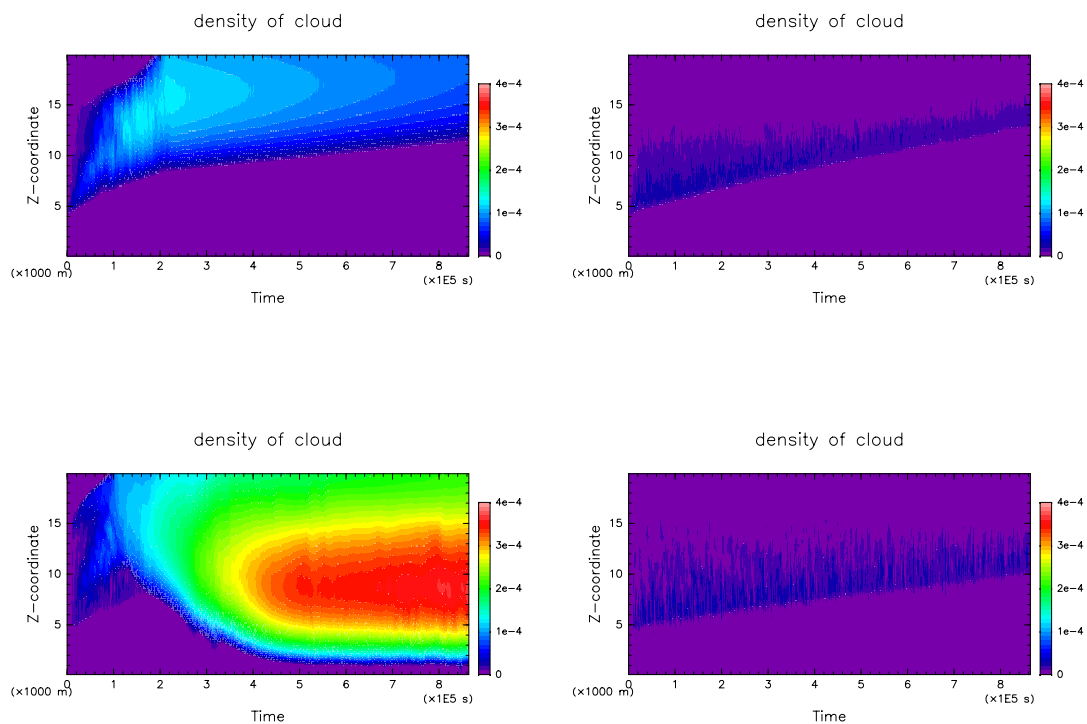 density of cloud
density of cloud
Z-coordinate
15
10
5
4e-4
3e-4
2e-4
1e-4
0
Z-coordinate
15
10
5
4e-4
3e-4
2e-4
1e-4
0
0 1 2 3 4 5 6 7 8
(×1000 m)
(×1E5 s)
Time
0 1 2 3 4 5 6 7 8
(×1000 m)
(×1E5 s)
Time
density of cloud
density of cloud
Z-coordinate
15
10
5
4e-4
3e-4
2e-4
1e-4
0
Z-coordinate
15
10
5
4e-4
3e-4
2e-4
1e-4
0
0 1 2 3 4 5 6 7 8
(×1000 m)
(×1E5 s)
Time
0 1 2 3 4 5 6 7 8
(×1000 m)
(×1E5 s)
Time